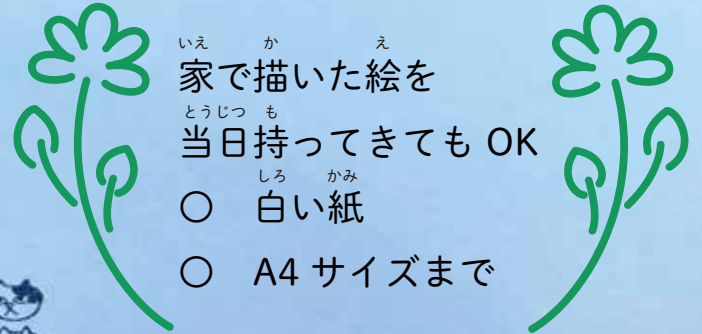 いえ か え
家で描いた絵を
とうじつ も
当日持ってきても OK
しろ かみ
○ 白い紙
○ A4 サイズまで